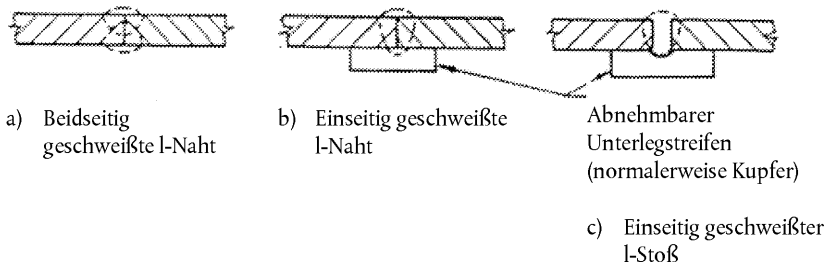 a) Beidseitig
geschweißte l-Naht
b) Einseitig geschweißte
l-Naht
Abnehmbarer
Unterlegstreifen
(normalerweise Kupfer)
c) Einseitig geschweißter
l-Stoß